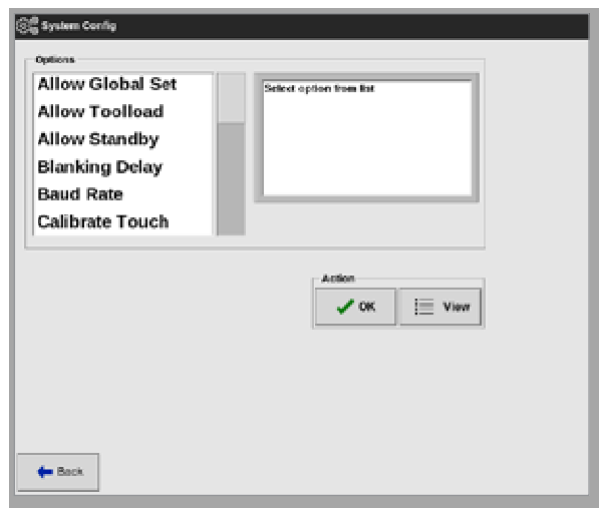 System Config
Options
Allow Global Set
Allow Toolload
Allow Standby
Blanking Delay
Baud Rate
Calibrate Touch
Select option from list
Action
OK
View
Back